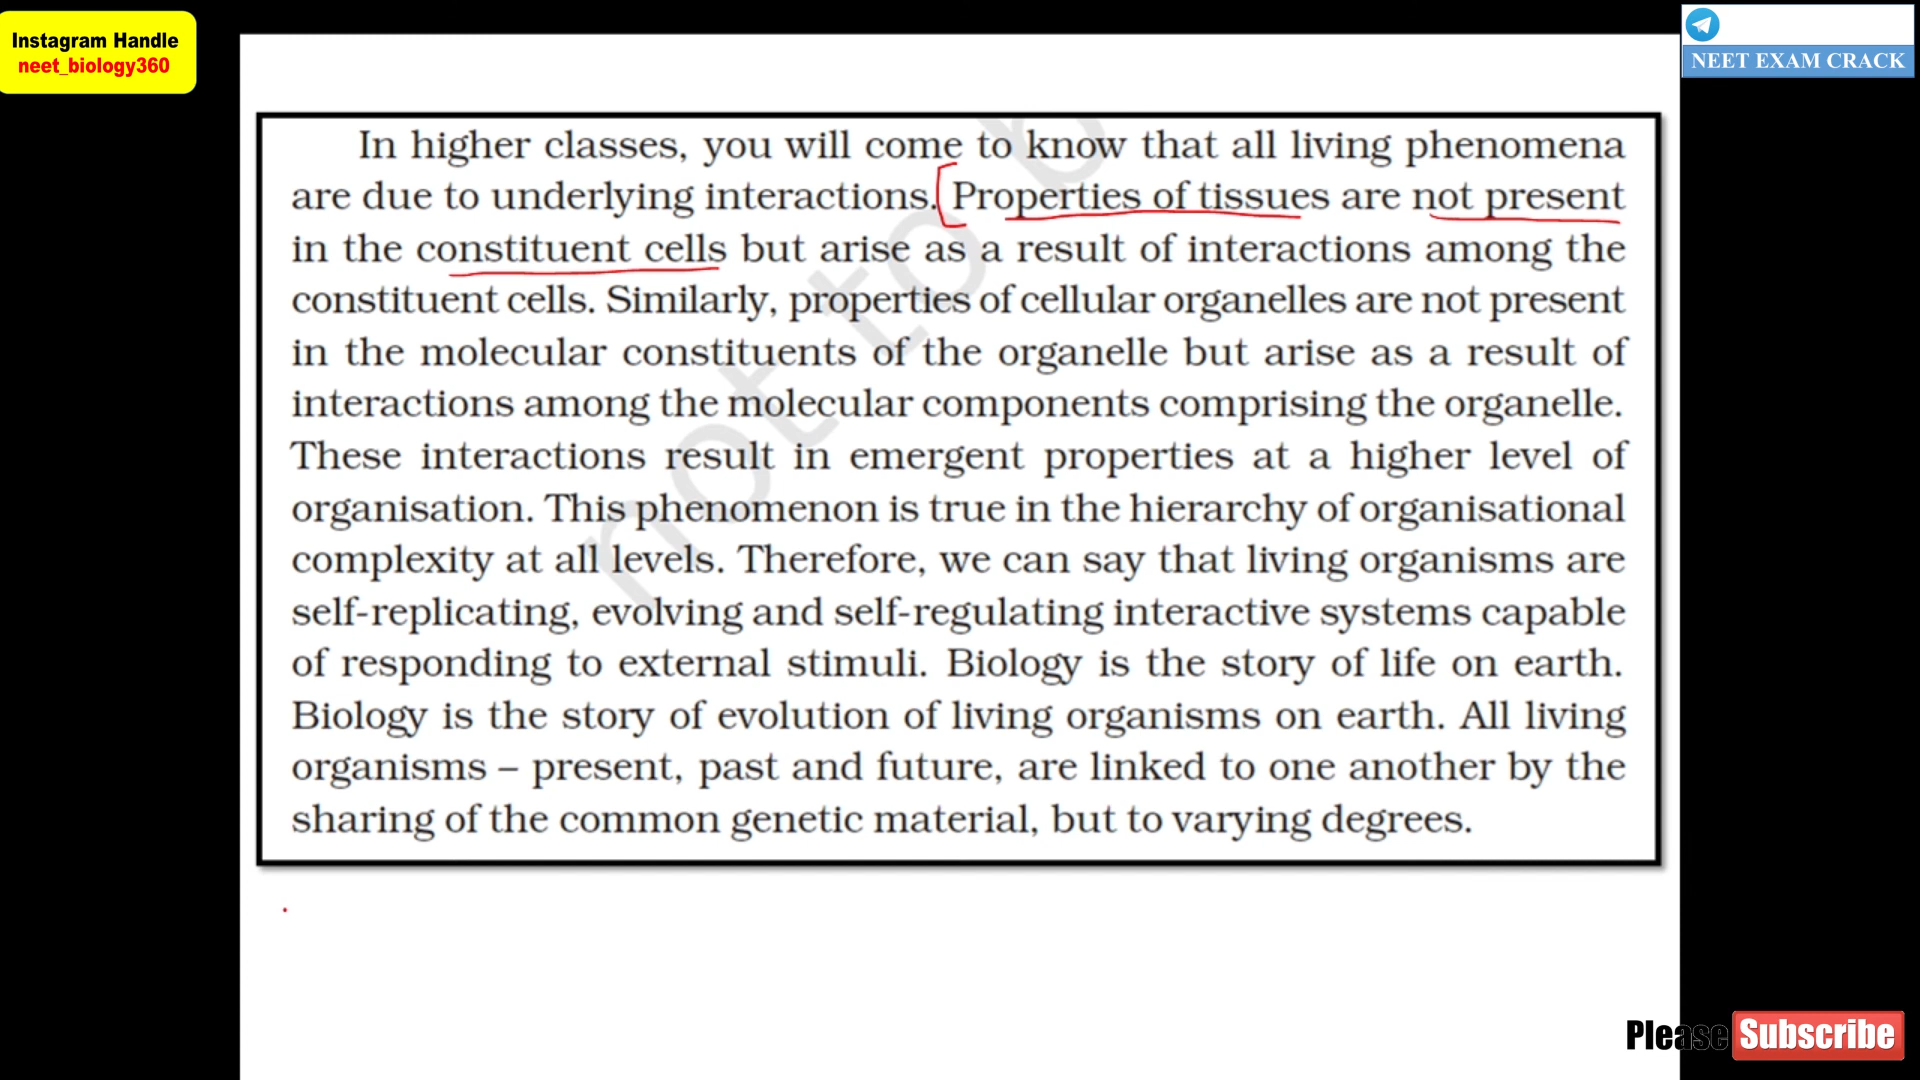 Instagram Handle
neet_biology360
NEET EXAM CRACK
In higher classes, you will come to know that all living phenomena
are due to underlying interactions. Properties of tissues are not present
in the constituent cells but arise as a result of interactions among the
constituent cells. Similarly, properties of cellular organelles are not present
in the molecular constituents of the organelle but arise as a result of
interactions among the molecular components comprising the organelle.
These interactions result in emergent properties at a higher level of
organisation. This phenomenon is true in the hierarchy of organisational
complexity at all levels. Therefore, we can say that living organisms are
self-replicating, evolving and self-regulating interactive systems capable
of responding to external stimuli. Biology is the story of life on earth.
Biology is the story of evolution of living organisms on earth. All living
organisms – present, past and future, are linked to one another by the
sharing of the common genetic material, but to varying degrees.
not to b
Please Subscribe